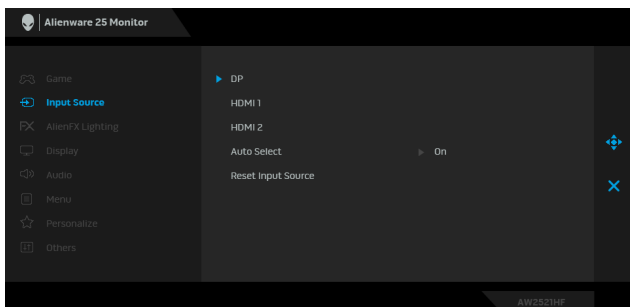 Alienware 25 Monitor
Game
Input Source
AlienFX Lighting
Display
Audio
Menu
Personalize
Others
DP
HDMI 1
HDMI 2
Auto Select On
Reset Input Source
AW2521HF